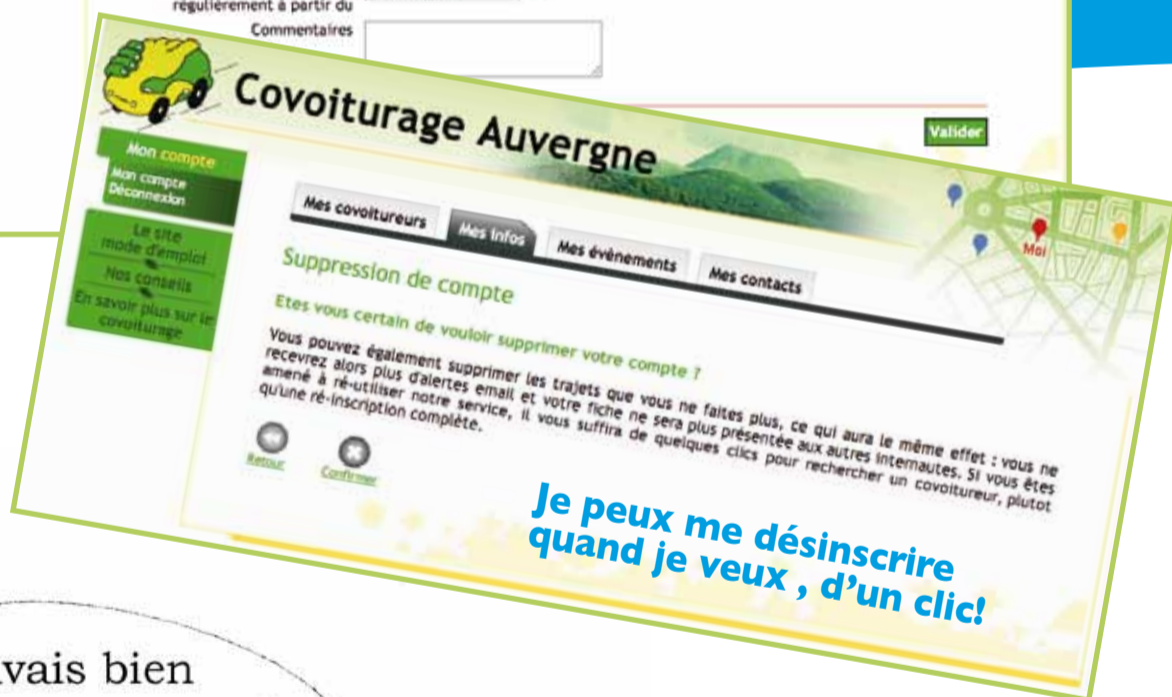 régulièrement à partir du
Commentaires
Valider
Covoiturage Auvergne
Mon compte
Mon compte
Déconnexion
Le site
mode d'emploi
Nos conseils
En savoir plus sur le
covoiturage
Mes covoitureurs
Mes infos
Mes évènements
Mes contacts
Moi
Suppression de compte
Etes vous certain de vouloir supprimer votre compte ?
Vous pouvez également supprimer les trajets que vous ne faites plus, ce qui aura le même effet : vous ne
recevrez alors plus d'alertes email et votre fiche ne sera plus présentée aux autres internautes. Si vous êtes
amené à ré-utiliser notre service, il vous suffira de quelques clics pour rechercher un covoitureur, plutot
qu'une ré-inscription complète.
Retour
Confirmer
Je peux me désinscrire
quand je veux , d'un clic!
vais bien